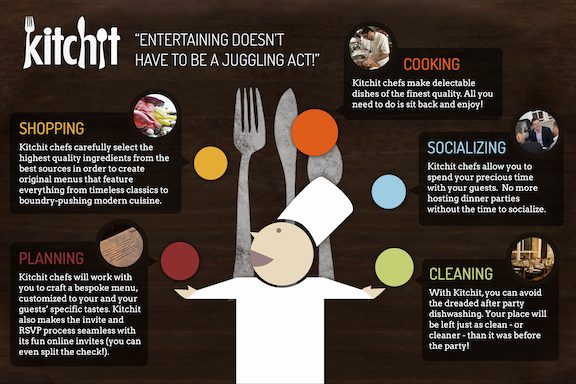 kitchit
“ENTERTAINING DOESN'T
HAVE TO BE A JUGGLING ACT!”
COOKING
Kitchit chefs make delectable
dishes of the finest quality. All you
need to do is sit back and enjoy!
SHOPPING
Kitchit chefs carefully select the
highest quality ingredients from the
best sources in order to create
original menus that feature
everything from timeless classics to
boundry-pushing modern cuisine.
SOCIALIZING
Kitchit chefs allow you to
spend your precious time
with your guests. No more
hosting dinner parties
without the time to socialize.
PLANNING
Kitchit chefs will work with
you to craft a bespoke menu,
customized to your and your
guests' specific tastes. Kitchit
also makes the invite and
RSVP process seamless with
its fun online invites (you can
even split the check!).
CLEANING
With Kitchit, you can avoid
the dreaded after party
dishwashing. Your place will
be left just as clean - or
cleaner - than it was before
the party!